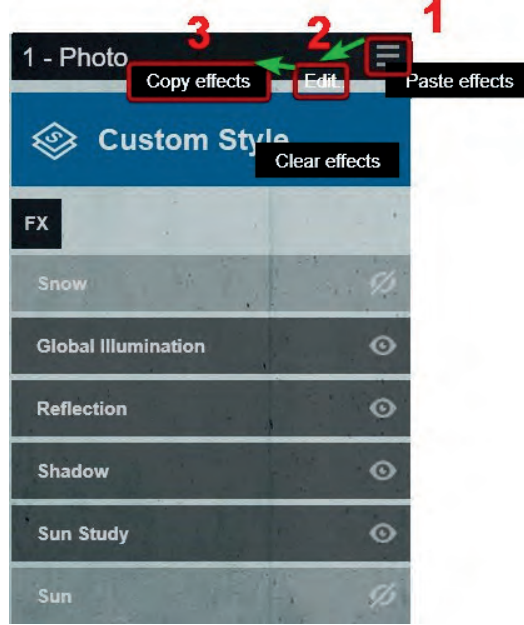 3 2 1
1 - Photo
Copy effects Edit.. Paste effects
Custom Style
Clear effects
FX
Snow
Global Illumination
Reflection
Shadow
Sun Study
Sun